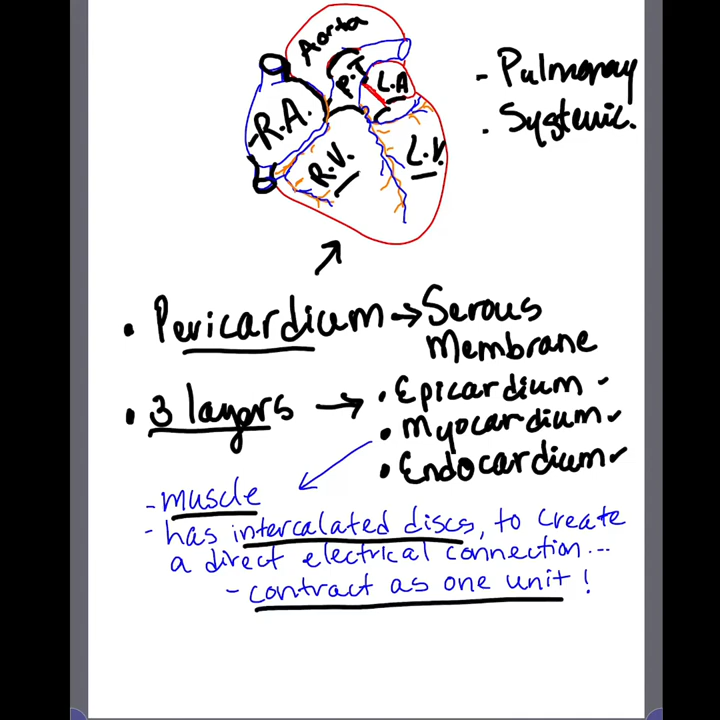 Aorta
P.T
L.A
-R.A.
R.V.
L.V.
- Pulmonay
. Systemic.
• Pericardium → Serous
Membrane
• 3 layers → • Epicardium
• Myocardium
• Endocardium
- muscle
- has intercalated discs, to create
a direct electrical connection...
- contract as one unit!